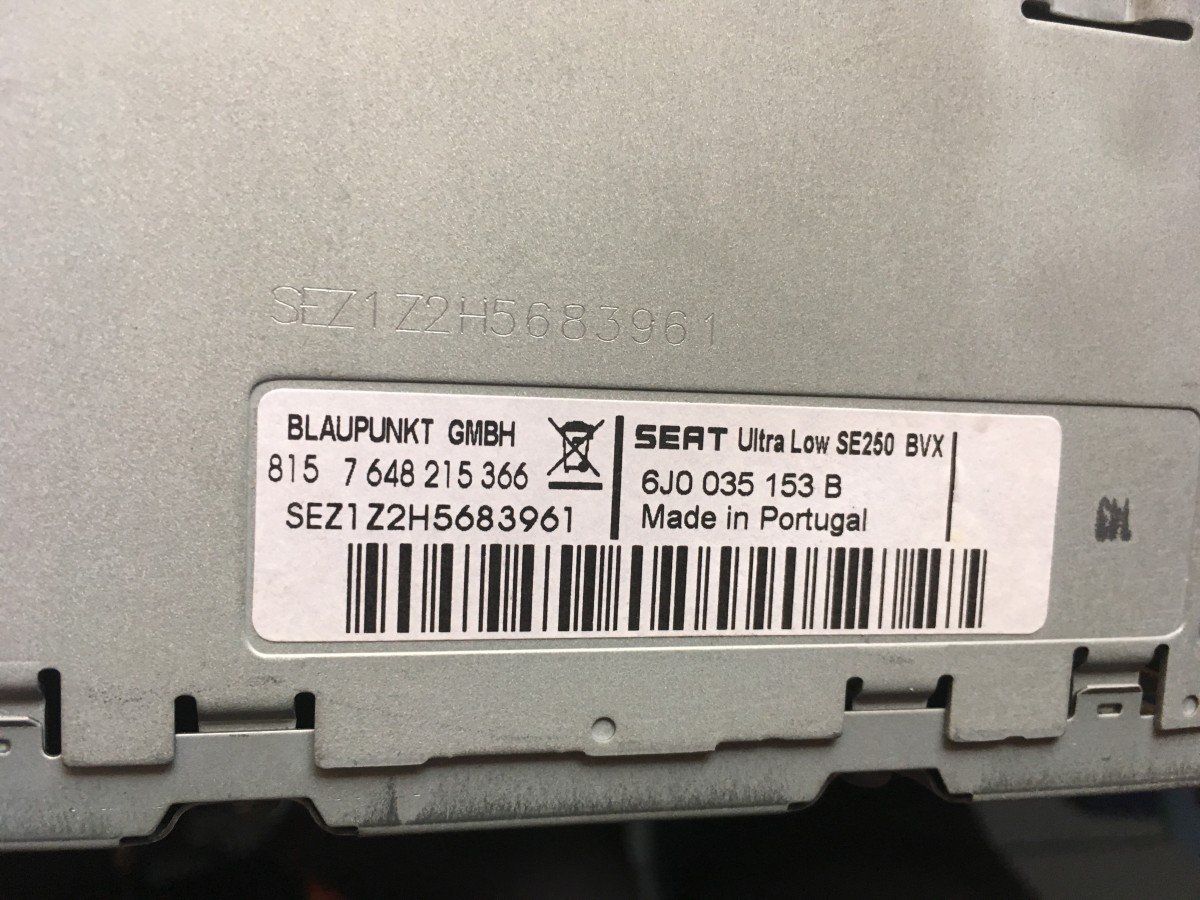 SEZ1Z2H5683961
BLAUPUNKT GMBH
815 7 648 215 366
SEZ1Z2H5683961
SEAT Ultra Low SE250 BVX
6J0 035 153 B
Made in Portugal